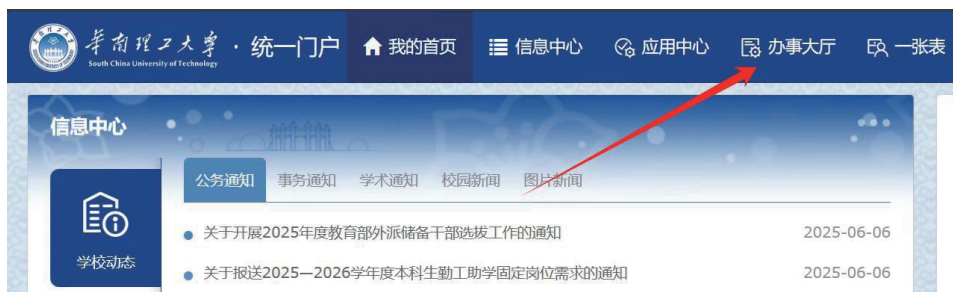 华南理工大学·统一门户 我的首页 信息中心 应用中心 办事大厅 一张表
South China University of Technology
信息中心
公务通知 事务通知 学术通知 校园新闻 图片新闻
关于开展2025年度教育部外派储备干部选拔工作的通知 2025-06-06
学校动态
关于报送2025—2026学年度本科生勤工助学固定岗位需求的通知 2025-06-06